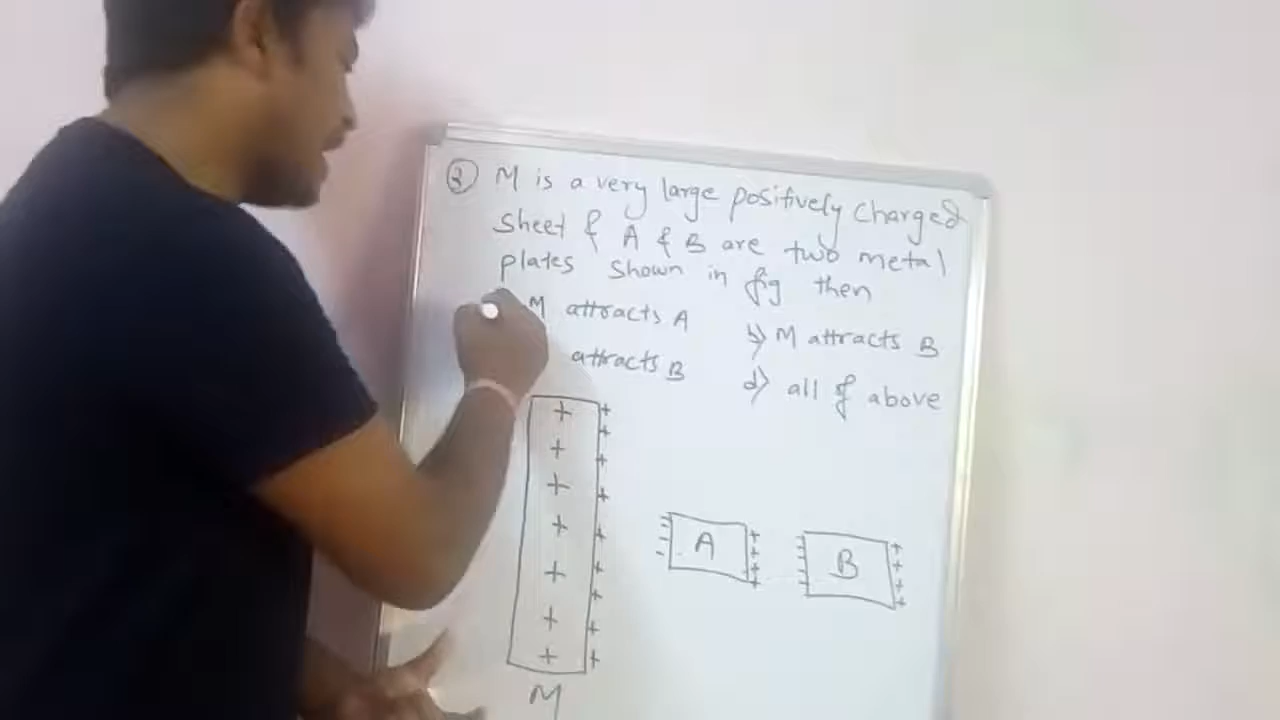 2 M is a very large positively charged
sheet & A & B are two metal
plates shown in fig then
M attracts A b) M attracts B
attracts B d) all of above
+ +
+ +
+ +
+ +
+ +
+ +
+ +
A
B
M